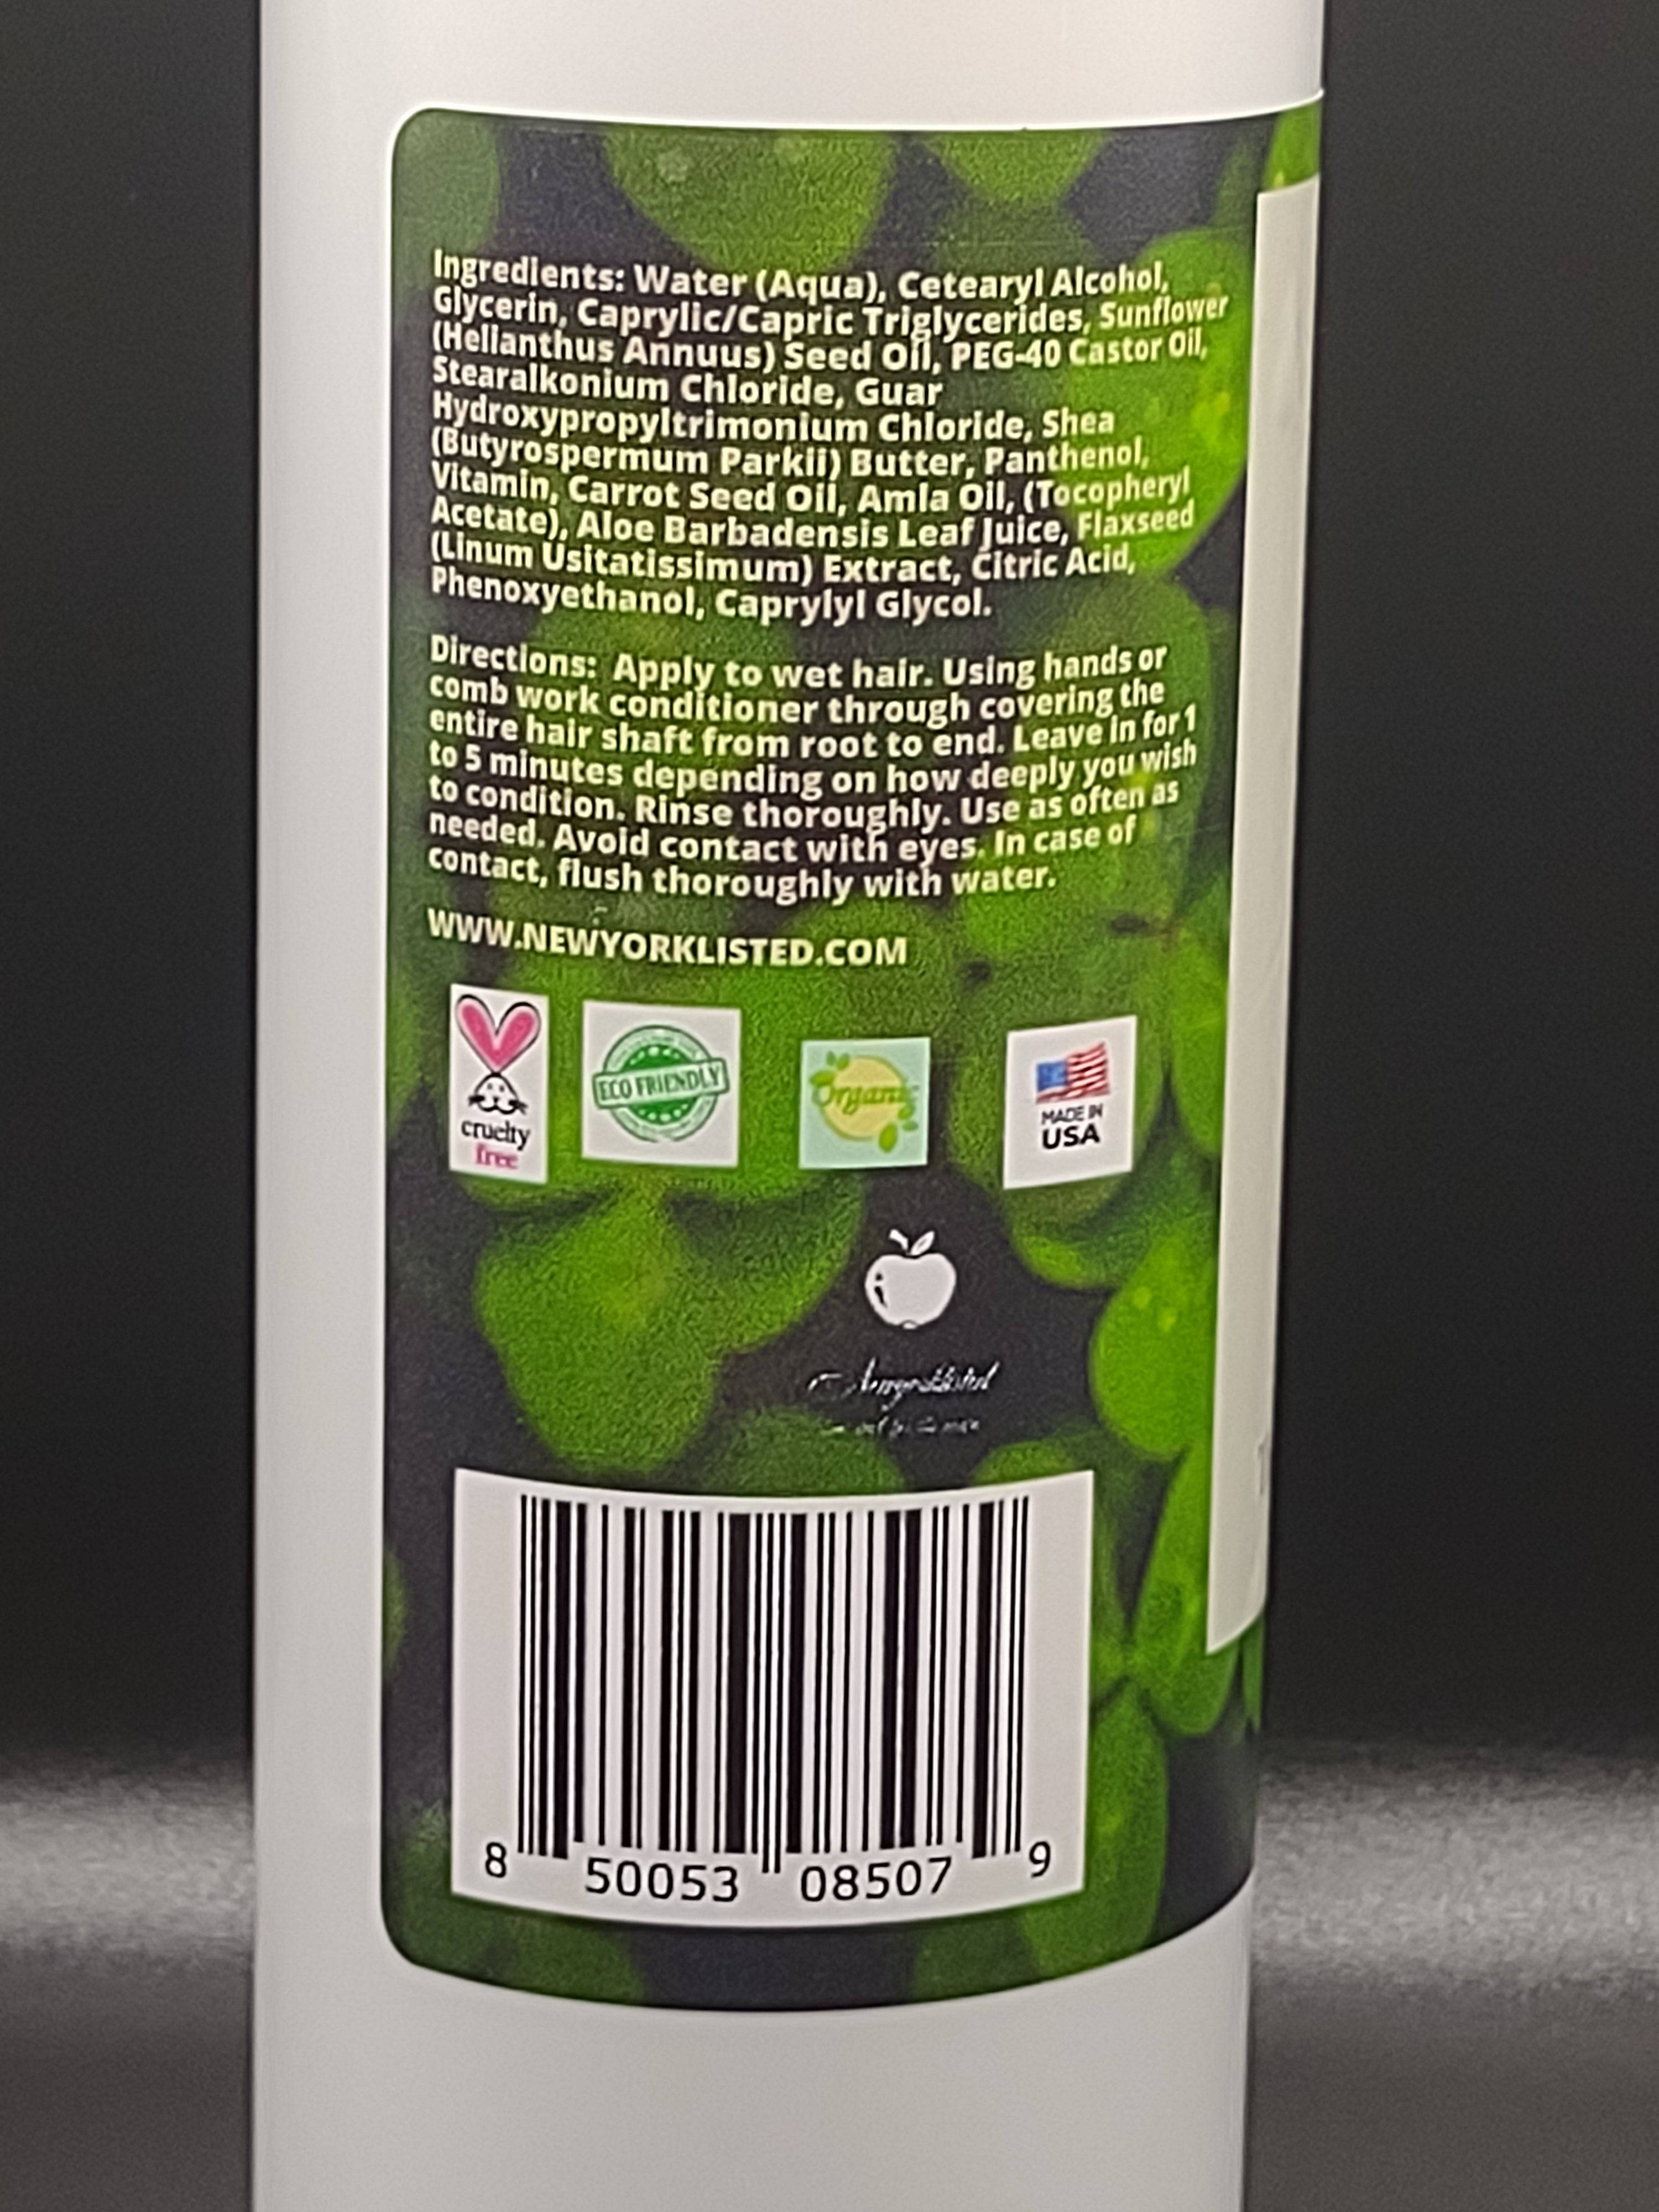 Ingredients: Water (Aqua), Cetearyl Alcohol,
Glycerin, Caprylic/Capric Triglycerides, Sunflower
(Helianthus Annuus) Seed Oil, PEG-40 Castor Oil,
Stearalkonium Chloride, Guar
Hydroxypropyltrimonium Chloride, Shea
(Butyrospermum Parkii) Butter, Panthenol,
Vitamin, Carrot Seed Oil, Amla Oil, (Tocopheryl
Acetate), Aloe Barbadensis Leaf Juice, Flaxseed
(Linum Usitatissimum) Extract, Citric Acid,
Phenoxyethanol, Caprylyl Glycol.
Directions: Apply to wet hair. Using hands or
comb work conditioner through covering the
entire hair shaft from root to end. Leave in for 1
to 5 minutes depending on how deeply you wish
to condition. Rinse thoroughly. Use as often as
needed. Avoid contact with eyes. In case of
contact, flush thoroughly with water.
WWW.NEWYORKLISTED.COM
cruelty
free
ECO FRIENDLY
Organic
MADE IN
USA
8 50053 08507 9